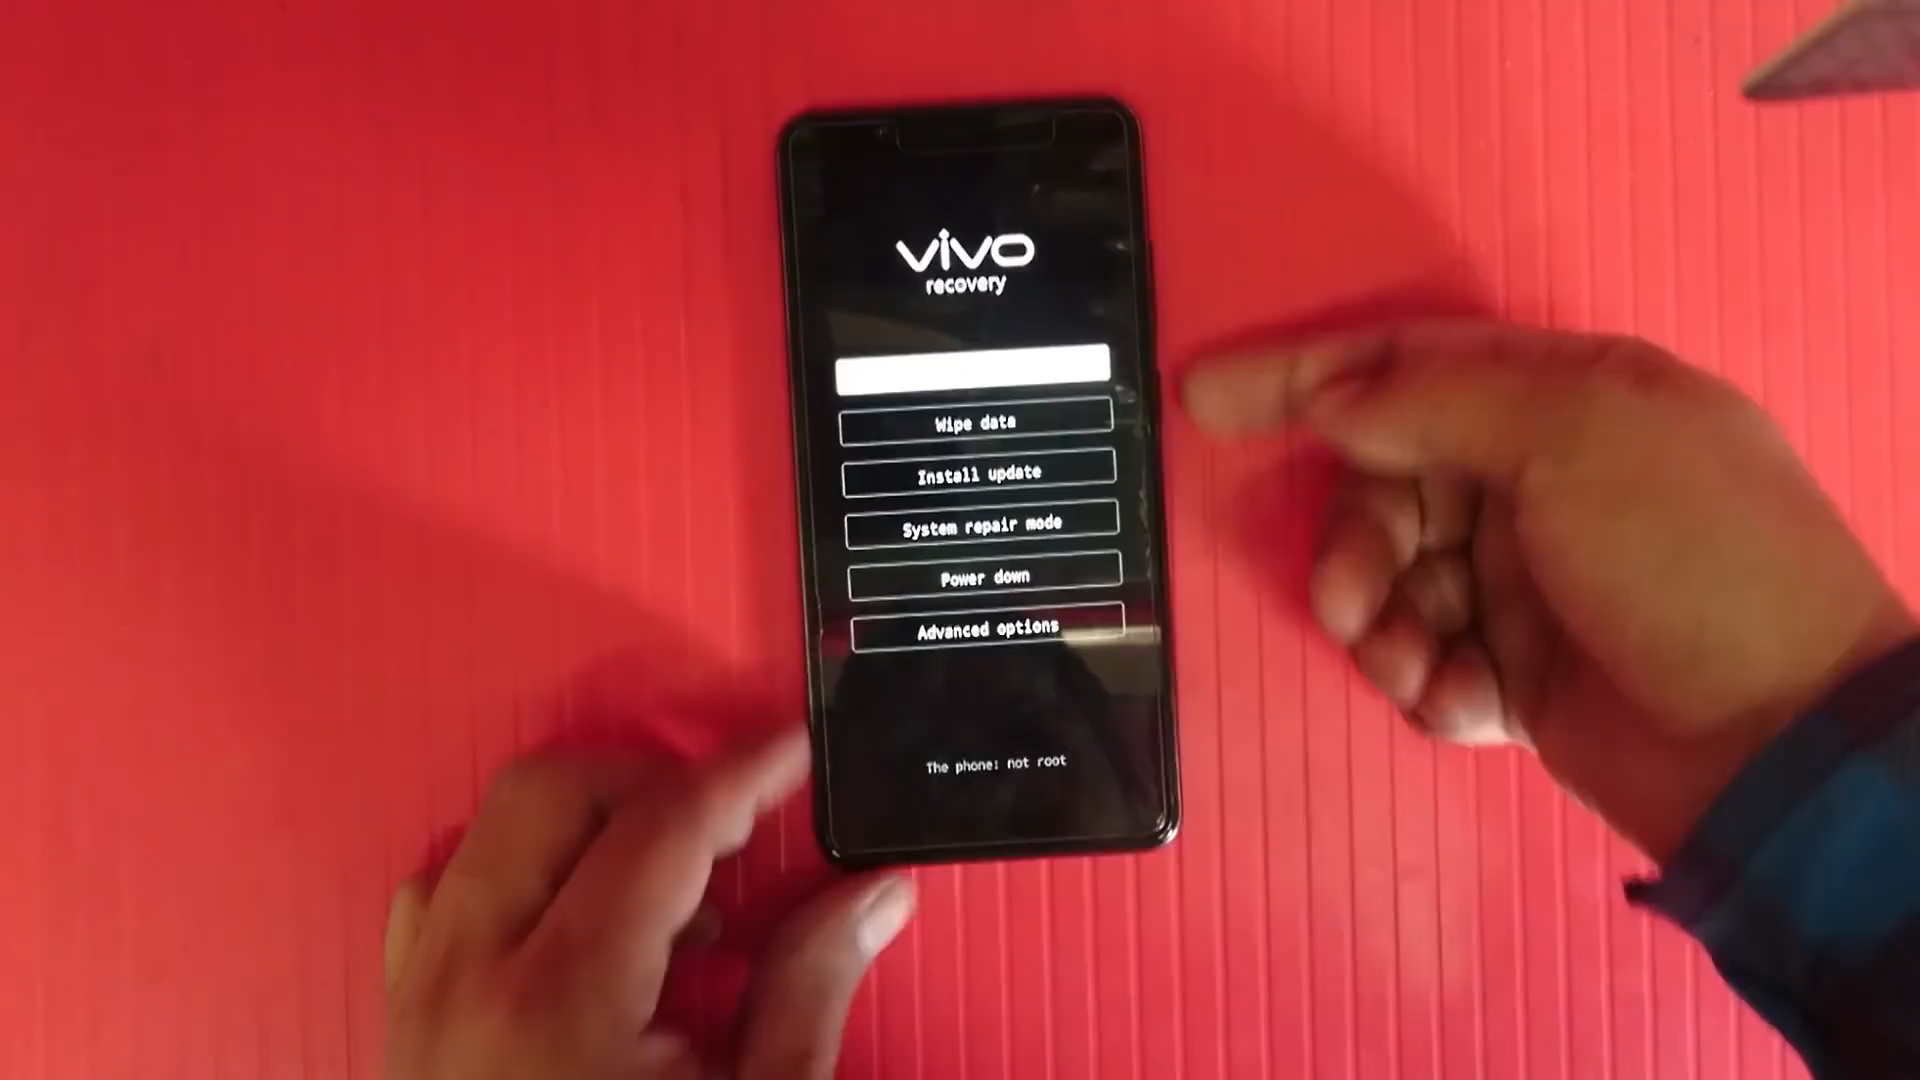 vivo
recovery
Wipe data
Install update
System repair mode
Power down
Advanced options
The phone: not root